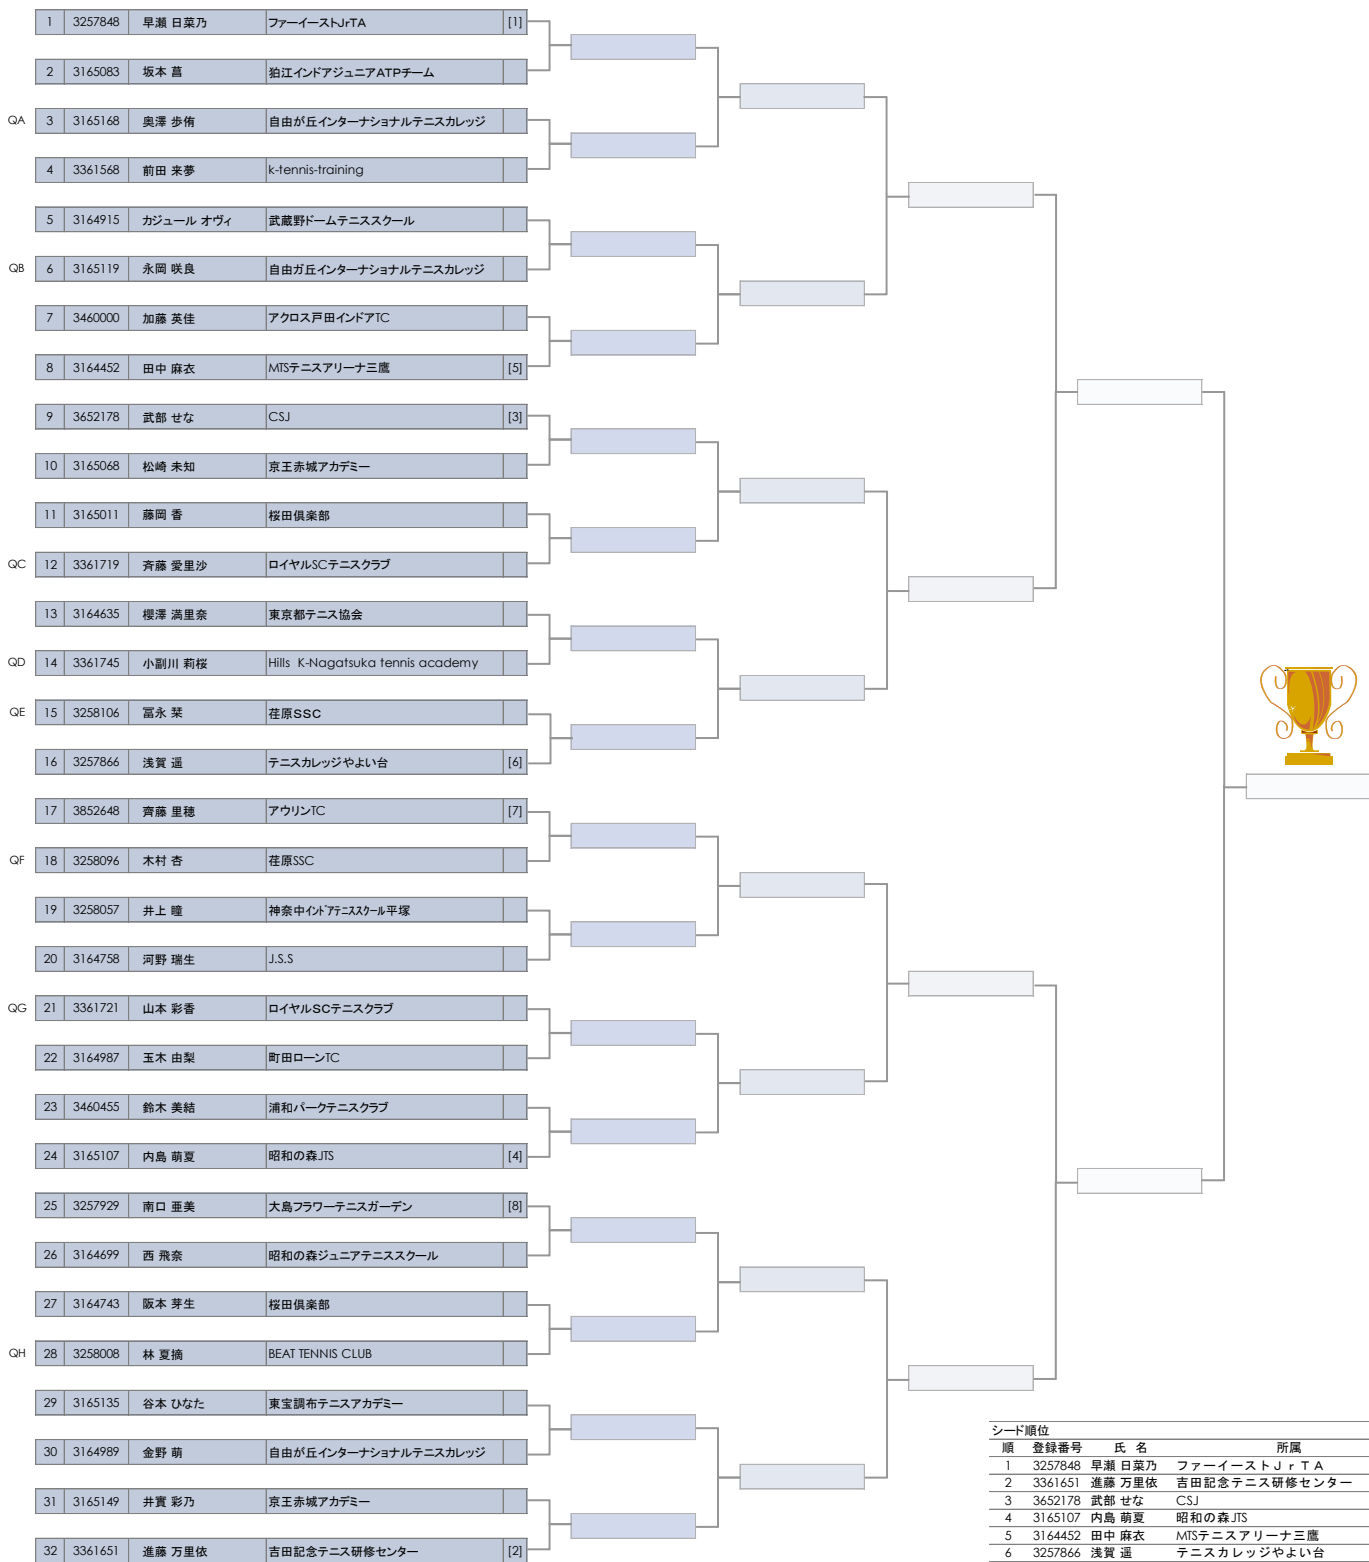 1 3257848 早瀬 日菜乃 ファーイーストJrTA [1]
2 3165083 坂本 菖 狛江インドアジュニアATPチーム
QA 3 3165168 奥澤 歩侑 自由が丘インターナショナルテニスカレッジ
4 3361568 前田 来夢 k-tennis-training
5 3164915 カジュール オヴィ 武蔵野ドームテニススクール
QB 6 3165119 永岡 咲良 自由ガ丘インターナショナルテニスカレッジ
7 3460000 加藤 英佳 アクロス戸田インドアTC
8 3164452 田中 麻衣 MTSテニスアリーナ三鷹 [5]
9 3652178 武部 せな CSJ [3]
10 3165068 松崎 未知 京王赤城アカデミー
11 3165011 藤岡 香 桜田倶楽部
QC 12 3361719 斉藤 愛里沙 ロイヤルSCテニスクラブ
13 3164635 櫻澤 満里奈 東京都テニス協会
QD 14 3361745 小副川 莉桜 Hills K-Nagatsuka tennis academy
QE 15 3258106 冨永 栞 荏原SSC
16 3257866 浅賀 遥 テニスカレッジやよい台 [6]
17 3852648 齊藤 里穂 アウリンTC [7]
QF 18 3258096 木村 杏 荏原SSC
19 3258057 井上 瞳 神奈中インドアテニススクール平塚
20 3164758 河野 瑞生 J.S.S
QG 21 3361721 山本 彩香 ロイヤルSCテニスクラブ
22 3164987 玉木 由梨 町田ローンTC
23 3460455 鈴木 美結 浦和パークテニスクラブ
24 3165107 内島 萌夏 昭和の森JTS [4]
25 3257929 南口 亜美 大島フラワーテニスガーデン [8]
26 3164699 西 飛奈 昭和の森ジュニアテニススクール
27 3164743 阪本 芽生 桜田倶楽部
QH 28 3258008 林 夏摘 BEAT TENNIS CLUB
29 3165135 谷本 ひなた 東宝調布テニスアカデミー
30 3164989 金野 萌 自由が丘インターナショナルテニスカレッジ
31 3165149 井實 彩乃 京王赤城アカデミー
32 3361651 進藤 万里依 吉田記念テニス研修センター [2]
シード順位
順 登録番号 氏 名 所属
1 3257848 早瀬 日菜乃 ファーイーストJrTA
2 3361651 進藤 万里依 吉田記念テニス研修センター
3 3652178 武部 せな CSJ
4 3165107 内島 萌夏 昭和の森JTS
5 3164452 田中 麻衣 MTSテニスアリーナ三鷹
6 3257866 浅賀 遥 テニスカレッジやよい台